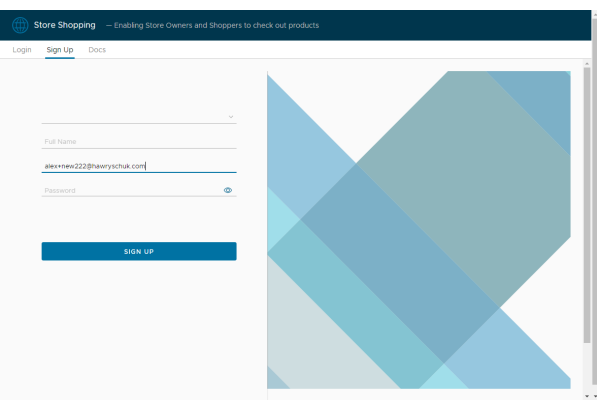 Store Shopping — Enabling Store Owners and Shoppers to check out products
Login Sign Up Docs
Full Name
alex+new222@hawryschuk.com
Password
SIGN UP